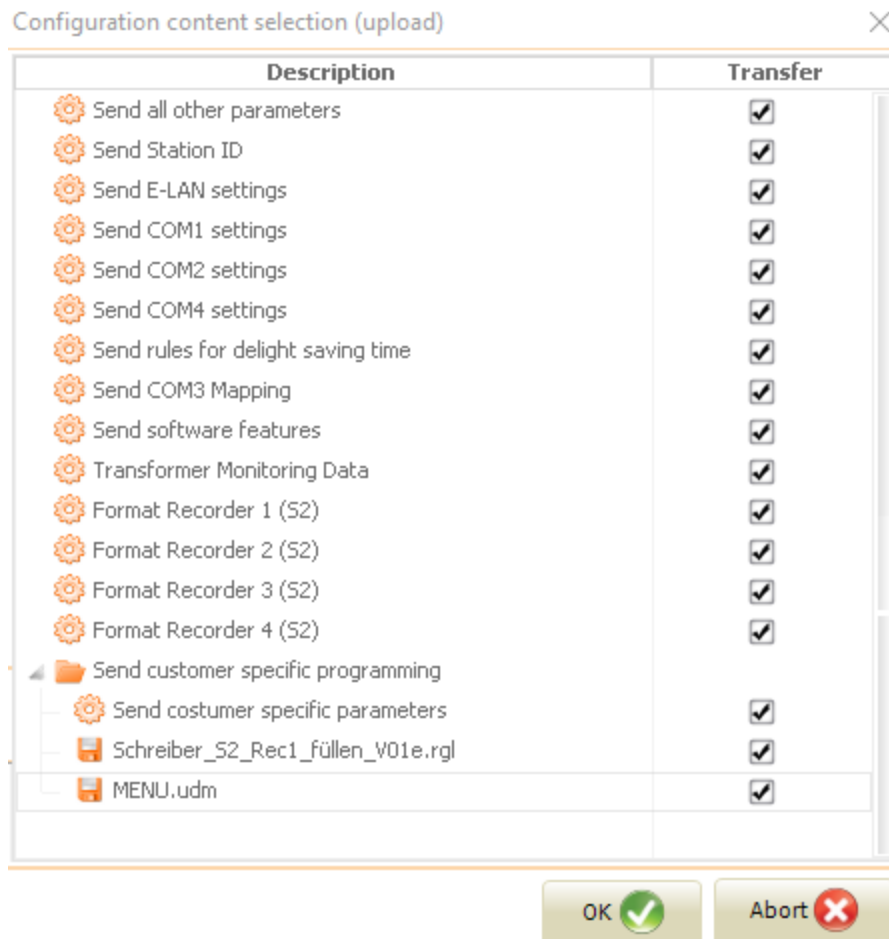 Configuration content selection (upload)
Description Transfer
Send all other parameters
Send Station ID
Send E-LAN settings
Send COM1 settings
Send COM2 settings
Send COM4 settings
Send rules for delight saving time
Send COM3 Mapping
Send software features
Transformer Monitoring Data
Format Recorder 1 (S2)
Format Recorder 2 (S2)
Format Recorder 3 (S2)
Format Recorder 4 (S2)
Send customer specific programming
Send costumer specific parameters
Schreiber_S2_Rec1_füllen_V01e.rgl
MENU.udm
OK Abort